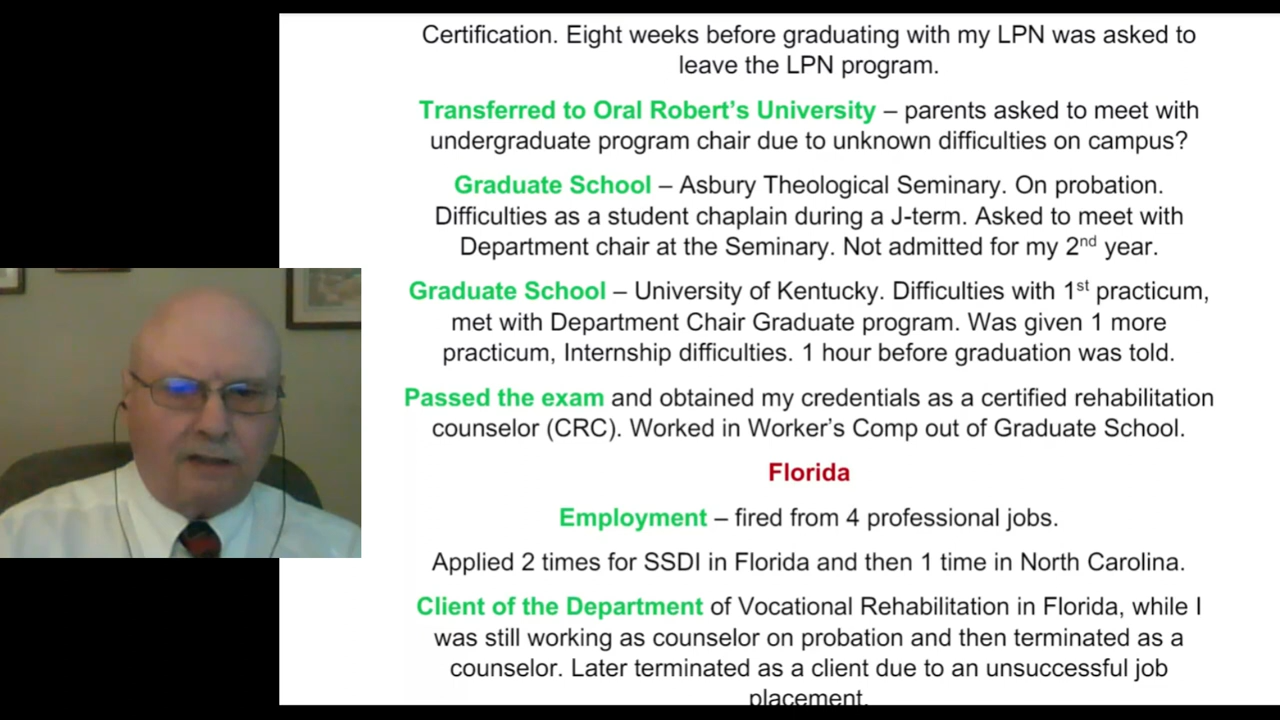 Certification. Eight weeks before graduating with my LPN was asked to
leave the LPN program.
Transferred to Oral Robert's University – parents asked to meet with
undergraduate program chair due to unknown difficulties on campus?
Graduate School – Asbury Theological Seminary. On probation.
Difficulties as a student chaplain during a J-term. Asked to meet with
Department chair at the Seminary. Not admitted for my 2nd year.
Graduate School – University of Kentucky. Difficulties with 1st practicum,
met with Department Chair Graduate program. Was given 1 more
practicum, Internship difficulties. 1 hour before graduation was told.
Passed the exam and obtained my credentials as a certified rehabilitation
counselor (CRC). Worked in Worker's Comp out of Graduate School.
Florida
Employment – fired from 4 professional jobs.
Applied 2 times for SSDI in Florida and then 1 time in North Carolina.
Client of the Department of Vocational Rehabilitation in Florida, while I
was still working as counselor on probation and then terminated as a
counselor. Later terminated as a client due to an unsuccessful job
placement.